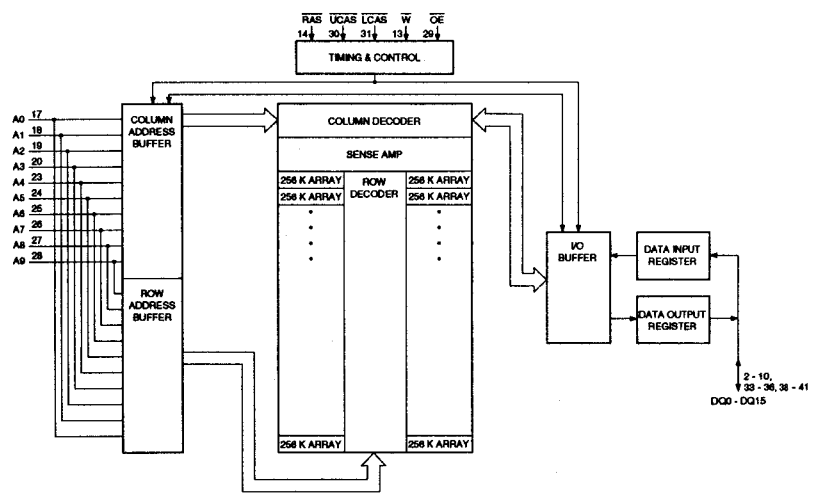 RAS UCAS LCAS W OE
14 30 31 13 29
TIMING & CONTROL
A0 17
A1 18
A2 19
A3 20
A4 23
A5 24
A6 25
A7 26
A8 27
A9 28
COLUMN
ADDRESS
BUFFER
ROW
ADDRESS
BUFFER
COLUMN DECODER
SENSE AMP
256 K ARRAY
256 K ARRAY
ROW
DECODER
256 K ARRAY
256 K ARRAY
256 K ARRAY
256 K ARRAY
I/O
BUFFER
DATA INPUT
REGISTER
DATA OUTPUT
REGISTER
2 - 10,
33 - 36, 38 - 41
DQ0 - DQ15